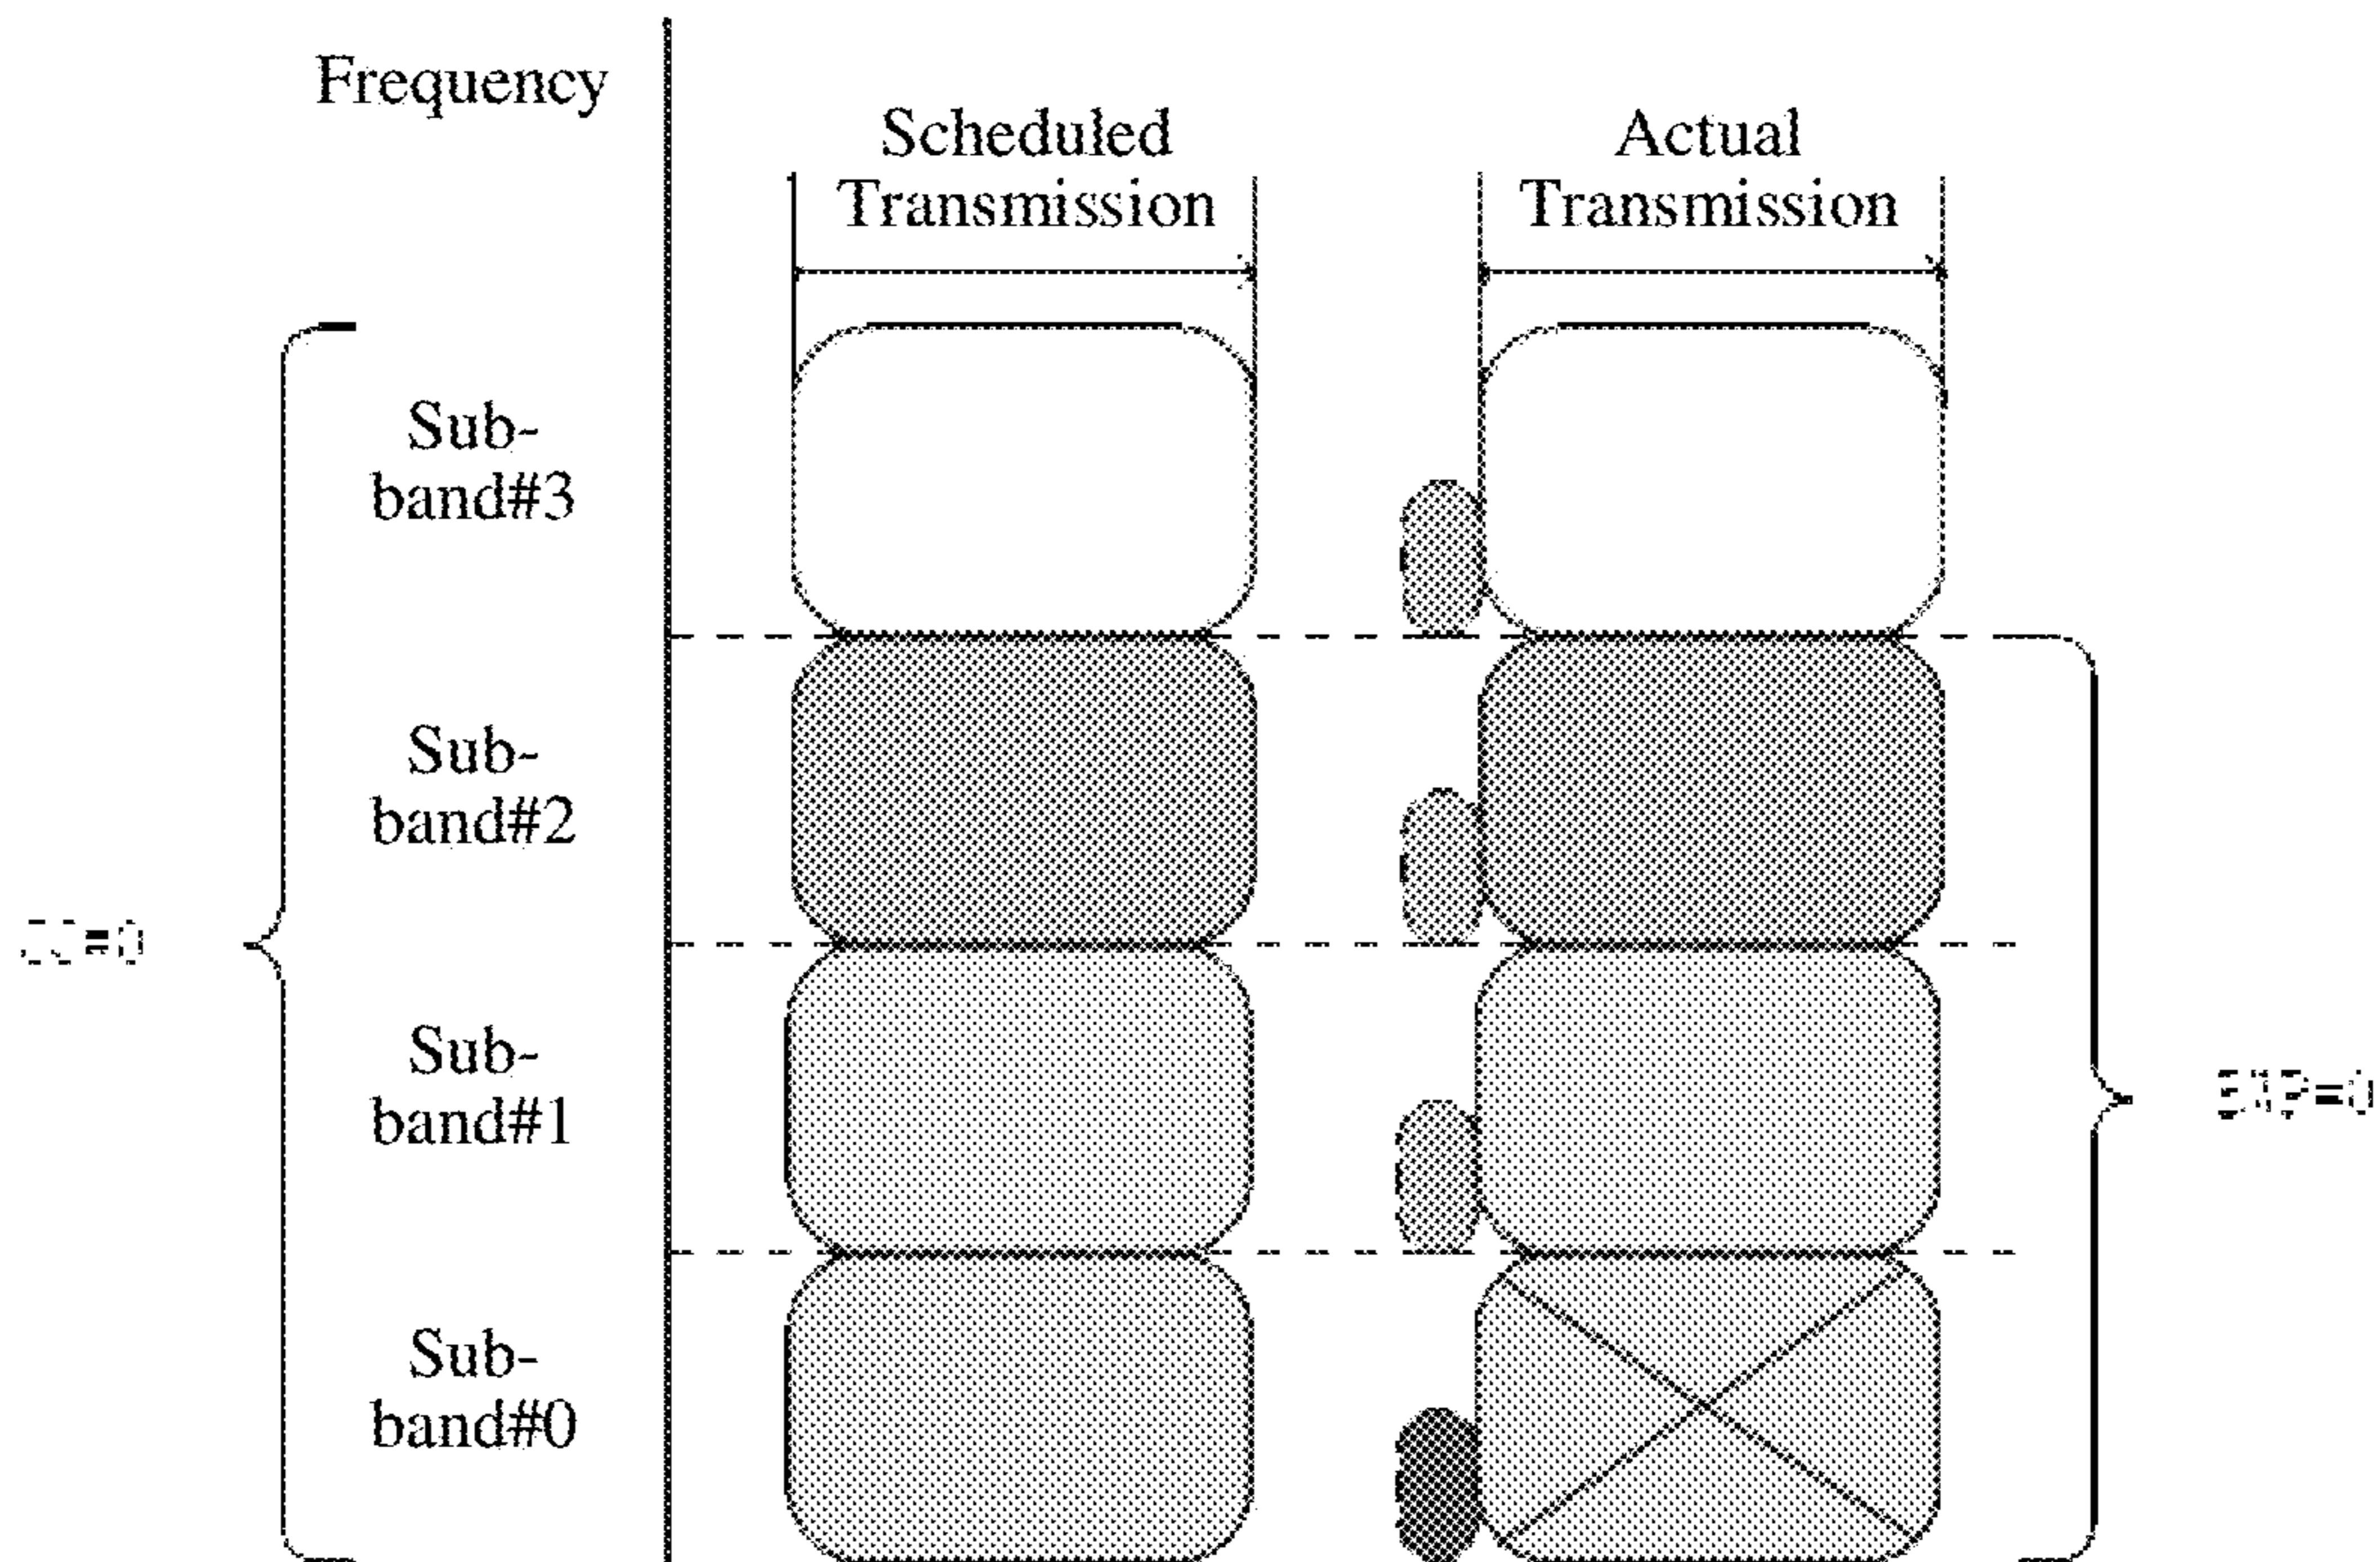 Frequency
Scheduled
Transmission
Actual
Transmission
Sub-
band#3
Sub-
band#2
Sub-
band#1
Sub-
band#0